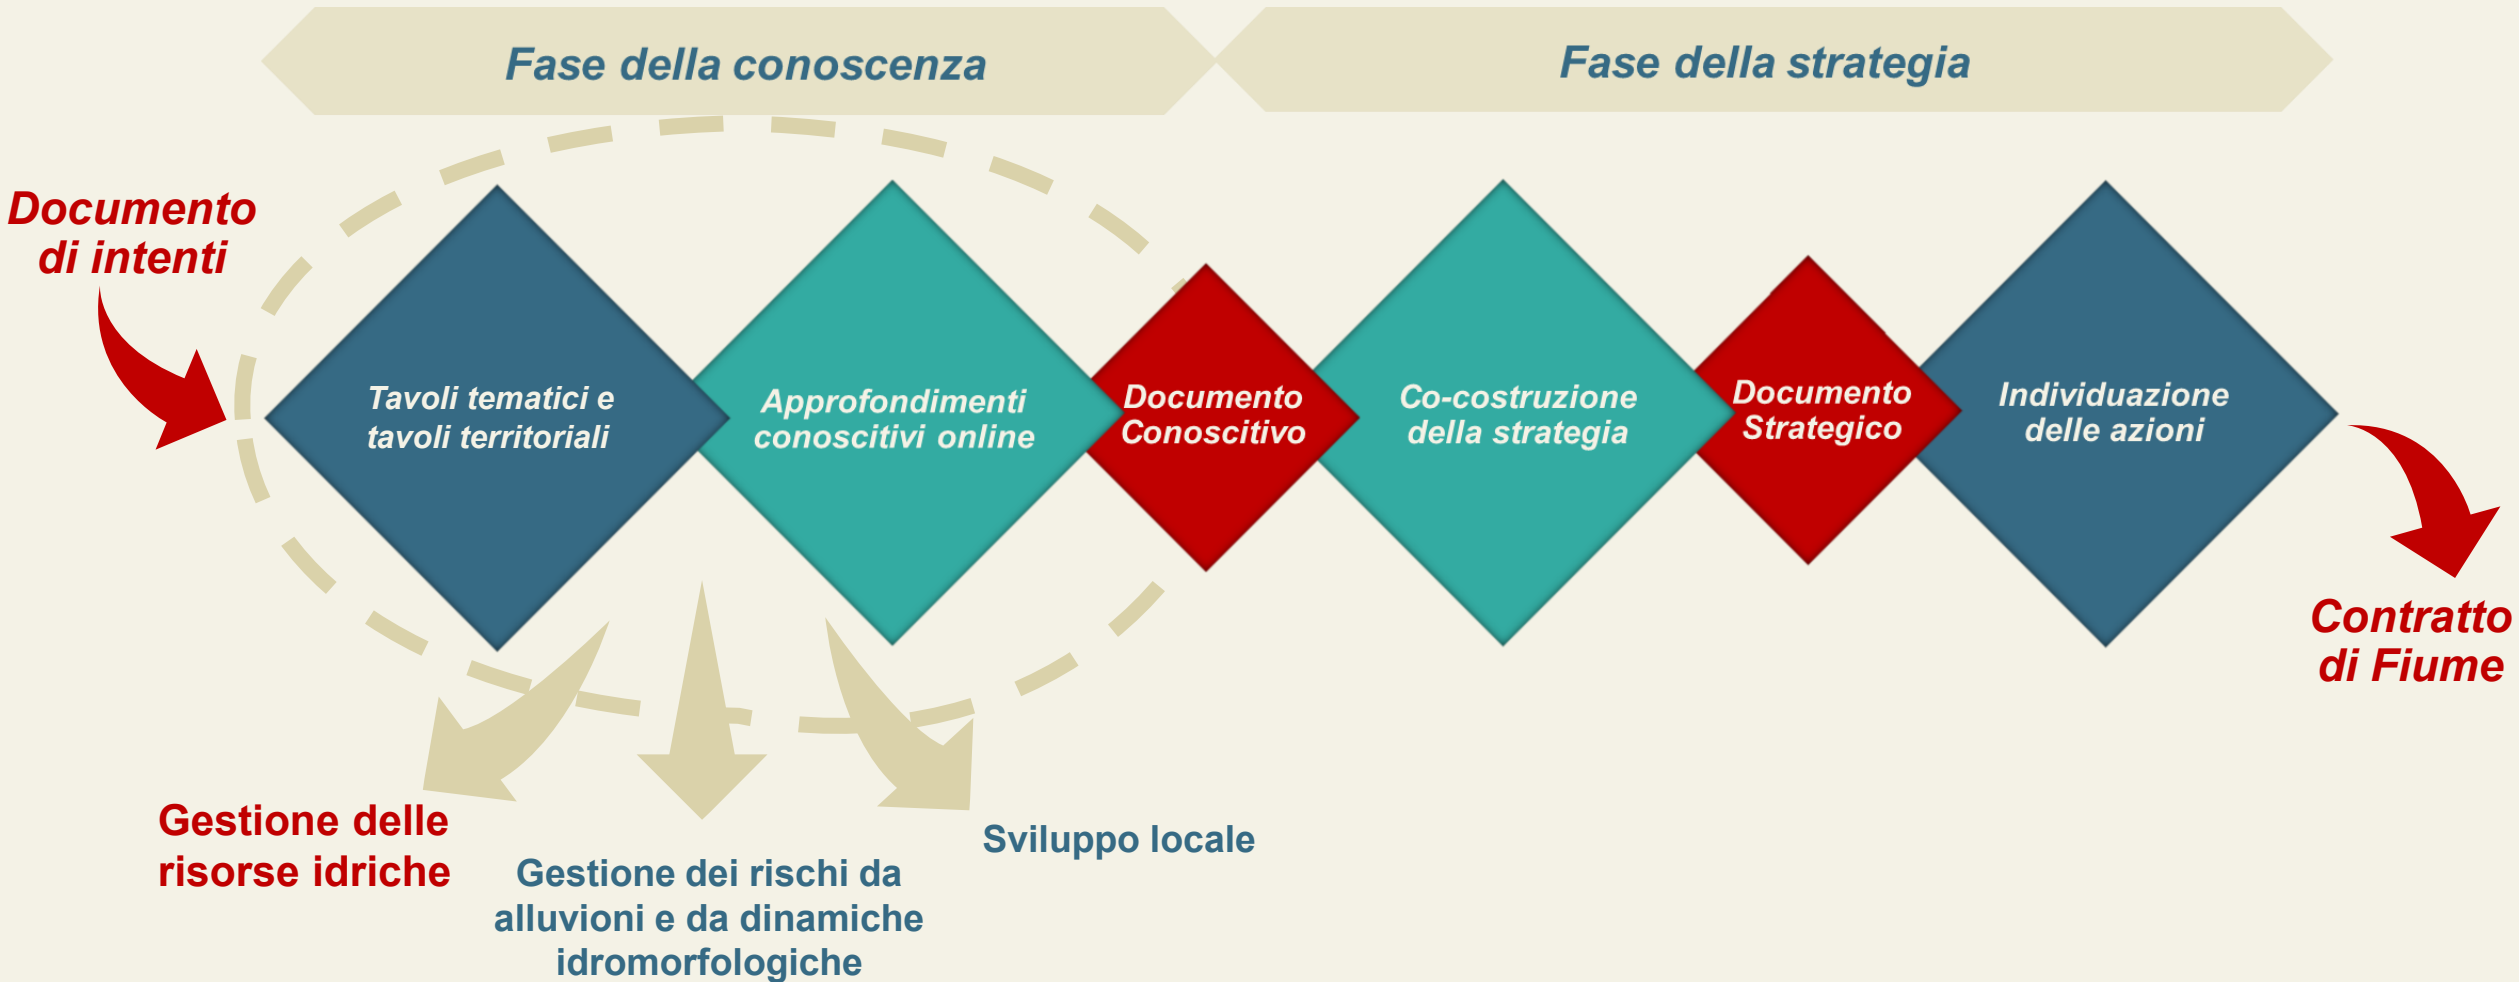 Fase della conoscenza
Fase della strategia
Documento
di intenti
Tavoli tematici e
tavoli territoriali
Approfondimenti
conoscitivi online
Documento
Conoscitivo
Co-costruzione
della strategia
Documento
Strategico
Individuazione
delle azioni
Contratto
di Fiume
Gestione delle
risorse idriche
Gestione dei rischi da
alluvioni e da dinamiche
idromorfologiche
Sviluppo locale